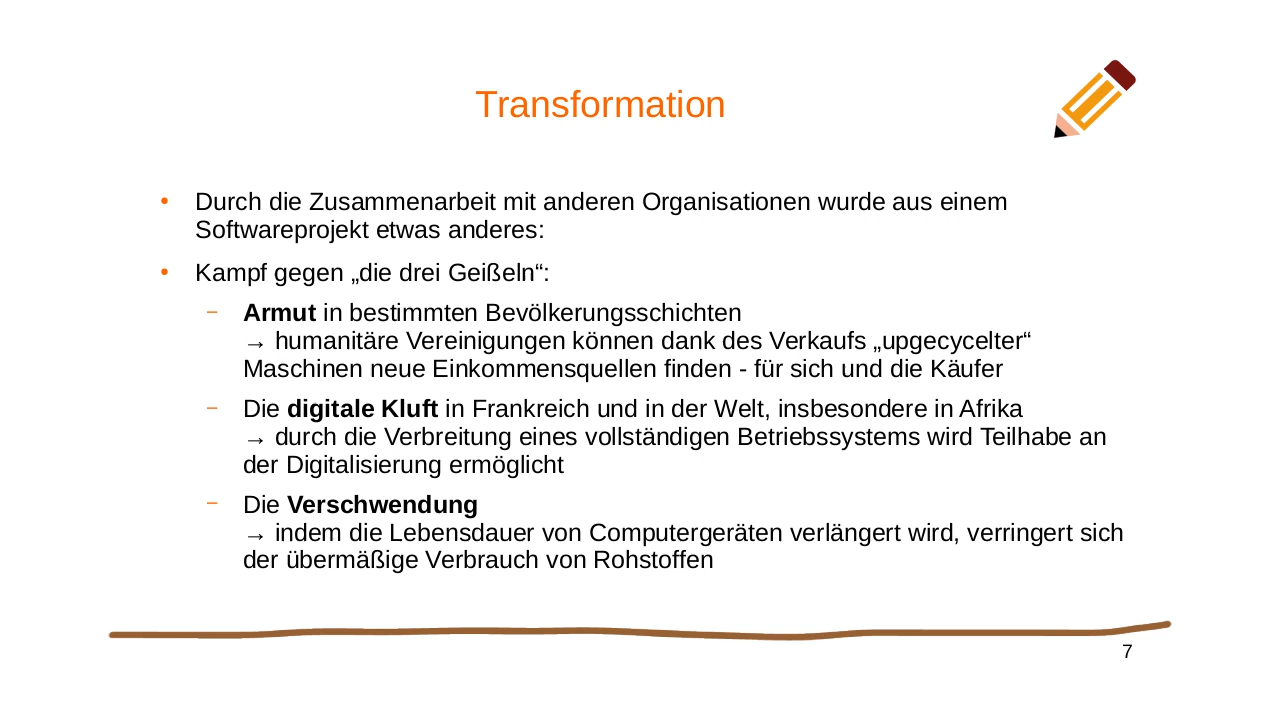 Transformation
• Durch die Zusammenarbeit mit anderen Organisationen wurde aus einem
Softwareprojekt etwas anderes:
• Kampf gegen „die drei Geißeln“:
– Armut in bestimmten Bevölkerungsschichten
→ humanitäre Vereinigungen können dank des Verkaufs „upgecycelter“
Maschinen neue Einkommensquellen finden - für sich und die Käufer
– Die digitale Kluft in Frankreich und in der Welt, insbesondere in Afrika
→ durch die Verbreitung eines vollständigen Betriebssystems wird Teilhabe an
der Digitalisierung ermöglicht
– Die Verschwendung
→ indem die Lebensdauer von Computergeräten verlängert wird, verringert sich
der übermäßige Verbrauch von Rohstoffen
7